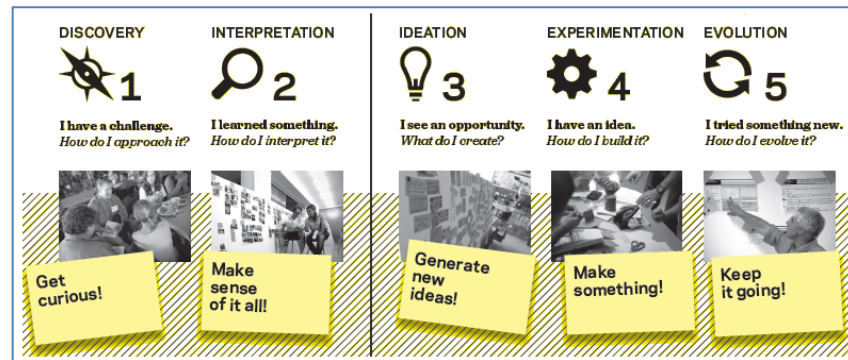 DISCOVERY
1
I have a challenge.
How do I approach it?
Get
curious!
INTERPRETATION
2
I learned something.
How do I interpret it?
Make
sense
of it all!
IDEATION
3
I see an opportunity.
What do I create?
Generate
new
ideas!
EXPERIMENTATION
4
I have an idea.
How do I build it?
Make
something!
EVOLUTION
5
I tried something new.
How do I evolve it?
Keep
it going!